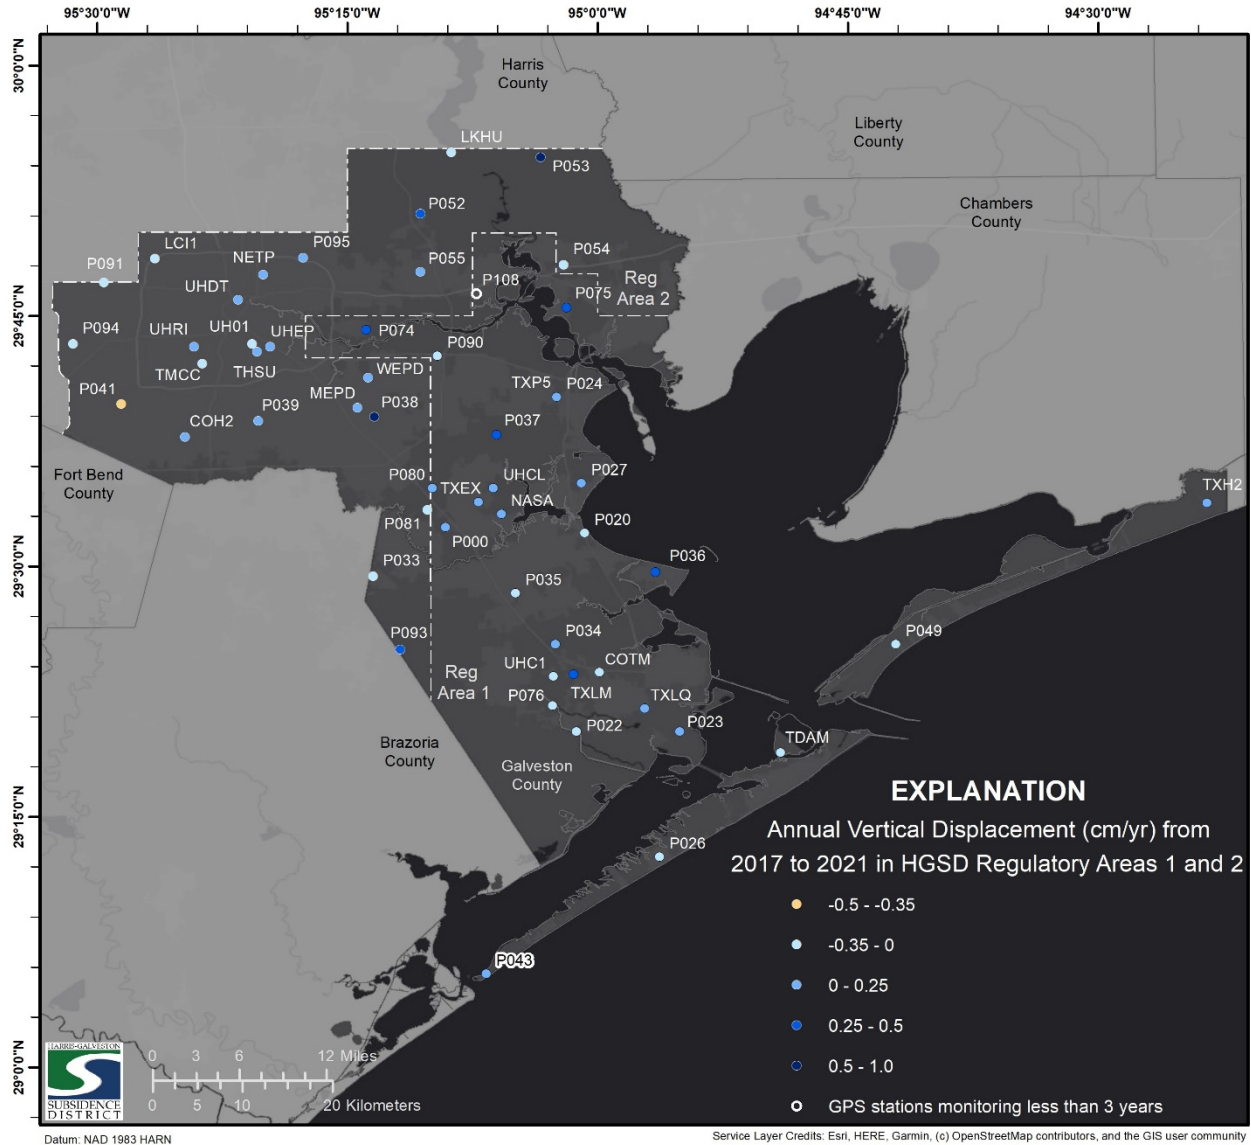 95°30'0"W
95°15'0"W
95°0'0"W
94°45'0"W
94°30'0"W
30°0'0"N
29°45'0"N
29°30'0"N
29°15'0"N
29°0'0"N
Harris
County
Liberty
County
Chambers
County
LKHU
P053
P052
LCI1
NETP
P095
P055
P054
P091
UHDT
P108
P075
Reg
Area 2
P094
UHRI
UH01
UHEP
P074
P090
TMCC
THSU
WEPD
P041
MEPD
P038
TXP5
P024
COH2
P039
P037
Fort Bend
County
P080
TXEX
UHCL
P027
NASA
TXH2
P081
P000
P020
P033
P035
P036
P093
P034
P049
Reg
Area 1
UHC1
COTM
P076
TXLM
TXLQ
P022
P023
Brazoria
County
Galveston
County
TDAM
P026
P043
EXPLANATION
Annual Vertical Displacement (cm/yr) from
2017 to 2021 in HGSD Regulatory Areas 1 and 2
-0.5 - -0.35
-0.35 - 0
0 - 0.25
0.25 - 0.5
0.5 - 1.0
GPS stations monitoring less than 3 years
HARRIS-GALVESTON
SUBSIDENCE
DISTRICT
0 3 6 12 Miles
0 5 10 20 Kilometers
Datum: NAD 1983 HARN
Service Layer Credits: Esri, HERE, Garmin, (c) OpenStreetMap contributors, and the GIS user community